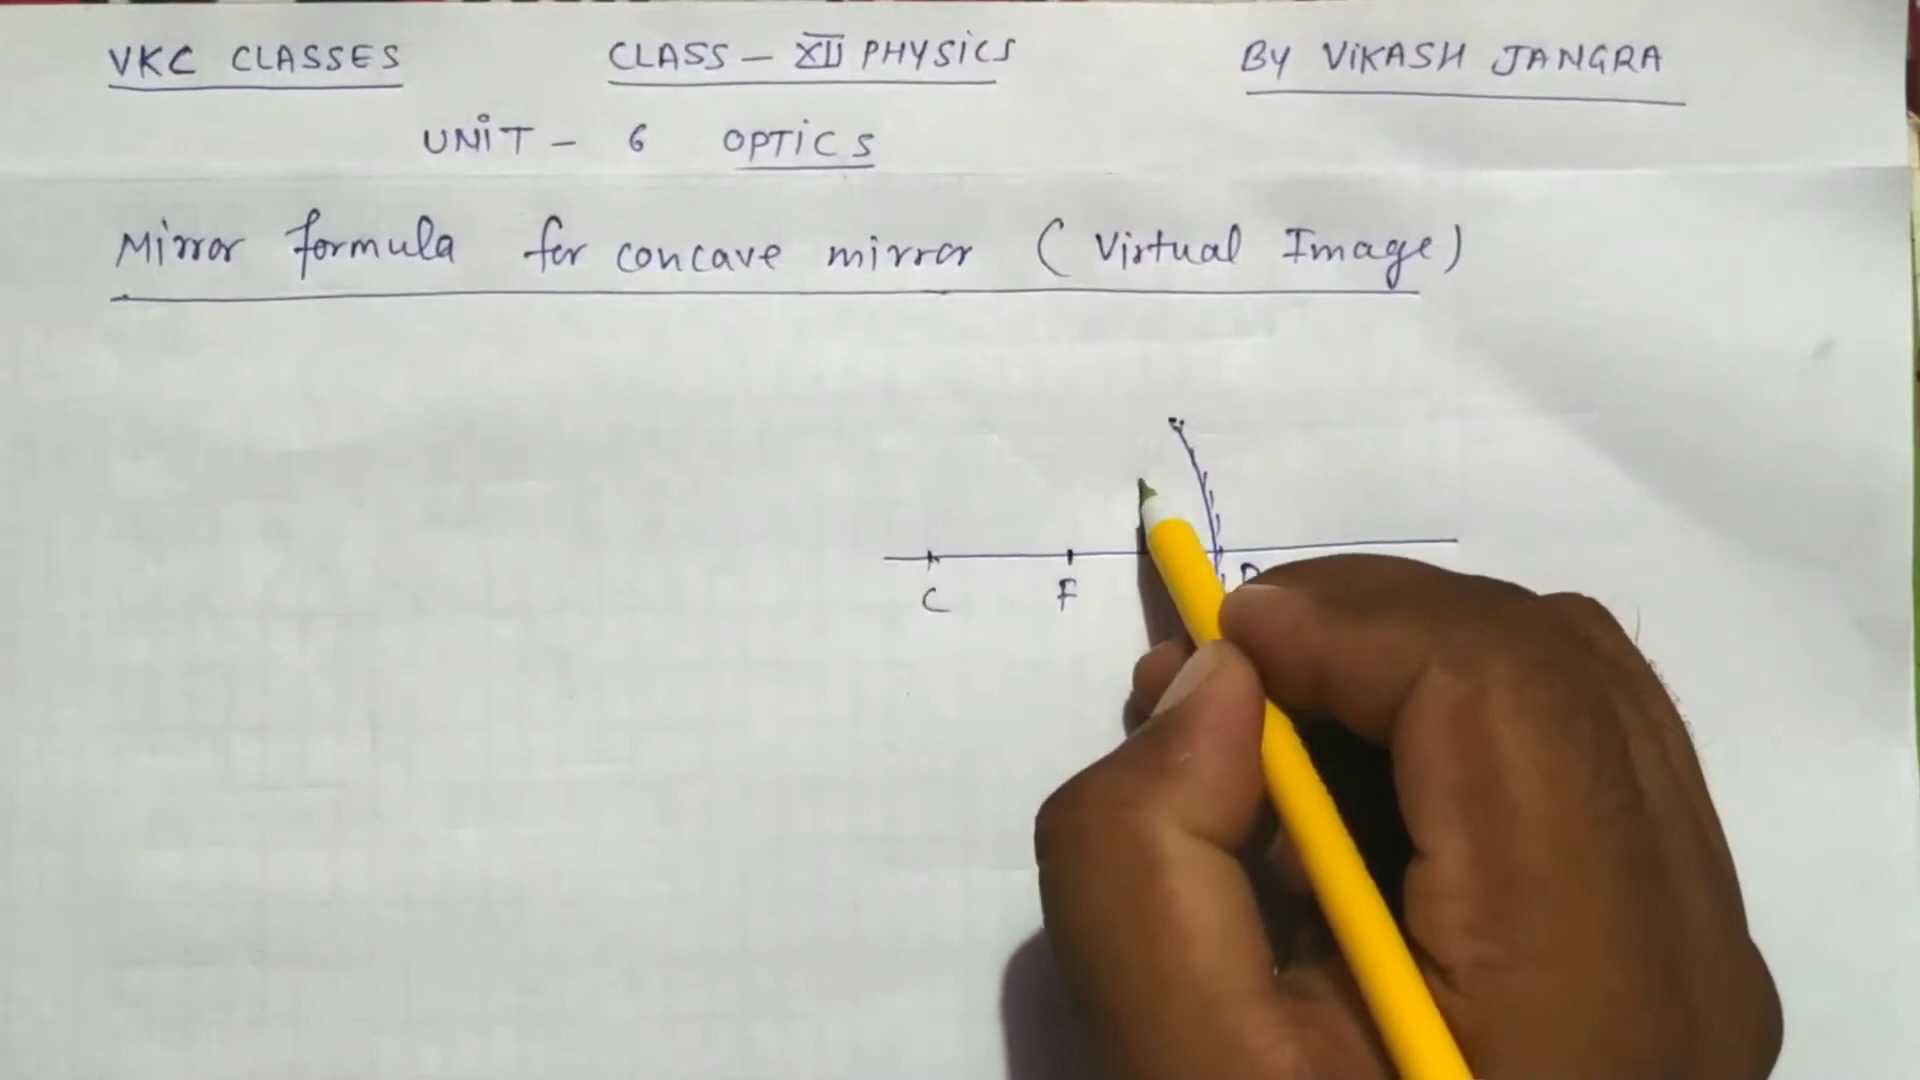 VKC CLASSES CLASS - XII PHYSICS BY VIKASH JANGRA
UNIT - 6 OPTICS
Mirror formula for concave mirror ( Virtual Image )
C F